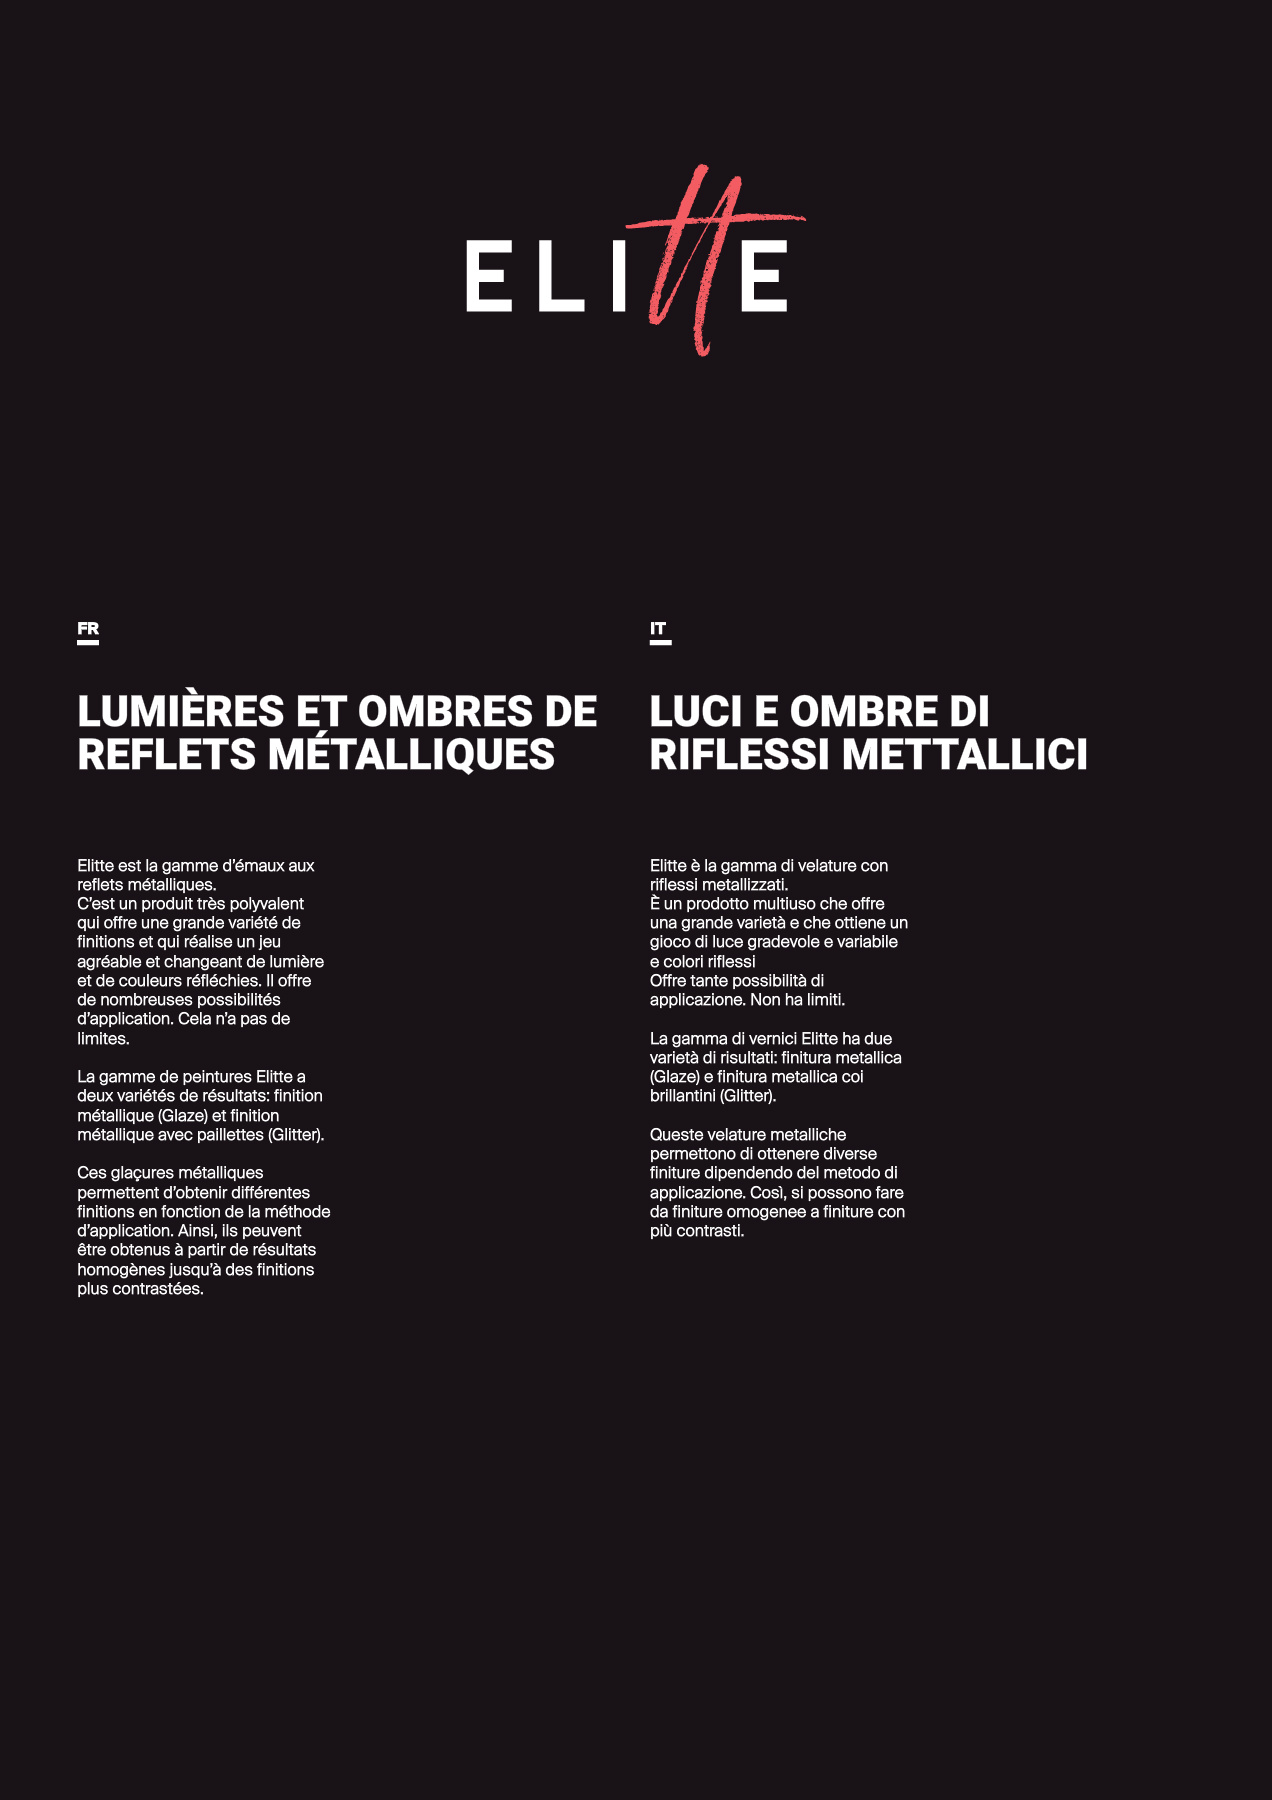 ELIttE
FR
LUMIÈRES ET OMBRES DE
REFLETS MÉTALLIQUES
Elitte est la gamme d’émaux aux
reflets métalliques.
C’est un produit très polyvalent
qui offre une grande variété de
finitions et qui réalise un jeu
agréable et changeant de lumière
et de couleurs réfléchies. Il offre
de nombreuses possibilités
d’application. Cela n’a pas de
limites.
La gamme de peintures Elitte a
deux variétés de résultats: finition
métallique (Glaze) et finition
métallique avec paillettes (Glitter).
Ces glaçures métalliques
permettent d’obtenir différentes
finitions en fonction de la méthode
d’application. Ainsi, ils peuvent
être obtenus à partir de résultats
homogènes jusqu’à des finitions
plus contrastées.
IT
LUCI E OMBRE DI
RIFLESSI METTALLICI
Elitte è la gamma di velature con
riflessi metallizzati.
È un prodotto multiuso che offre
una grande varietà e che ottiene un
gioco di luce gradevole e variabile
e colori riflessi
Offre tante possibilità di
applicazione. Non ha limiti.
La gamma di vernici Elitte ha due
varietà di risultati: finitura metallica
(Glaze) e finitura metallica coi
brillantini (Glitter).
Queste velature metalliche
permettono di ottenere diverse
finiture dipendendo del metodo di
applicazione. Così, si possono fare
da finiture omogenee a finiture con
più contrasti.